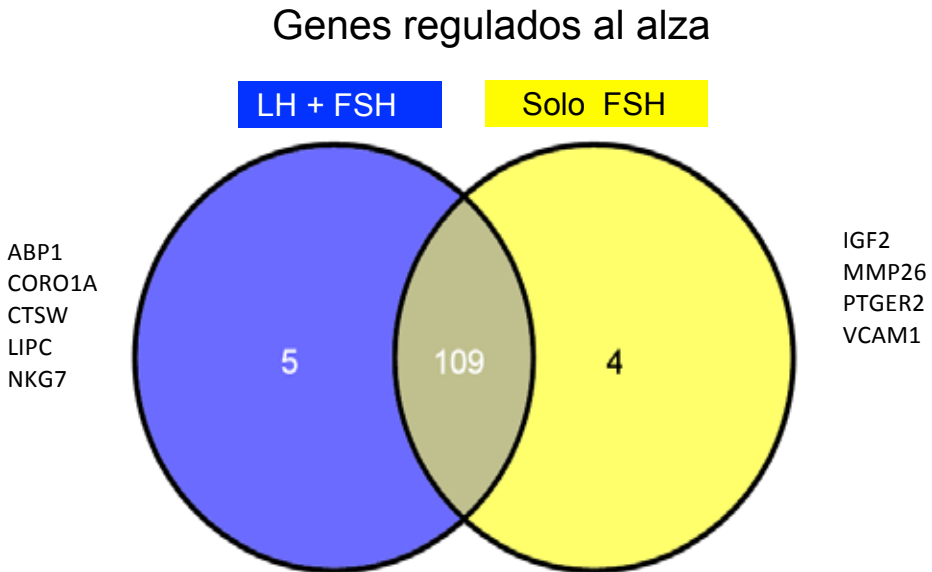 Genes regulados al alza
LH + FSH
Solo FSH
ABP1
CORO1A
CTSW
LIPC
NKG7
5
109
4
IGF2
MMP26
PTGER2
VCAM1